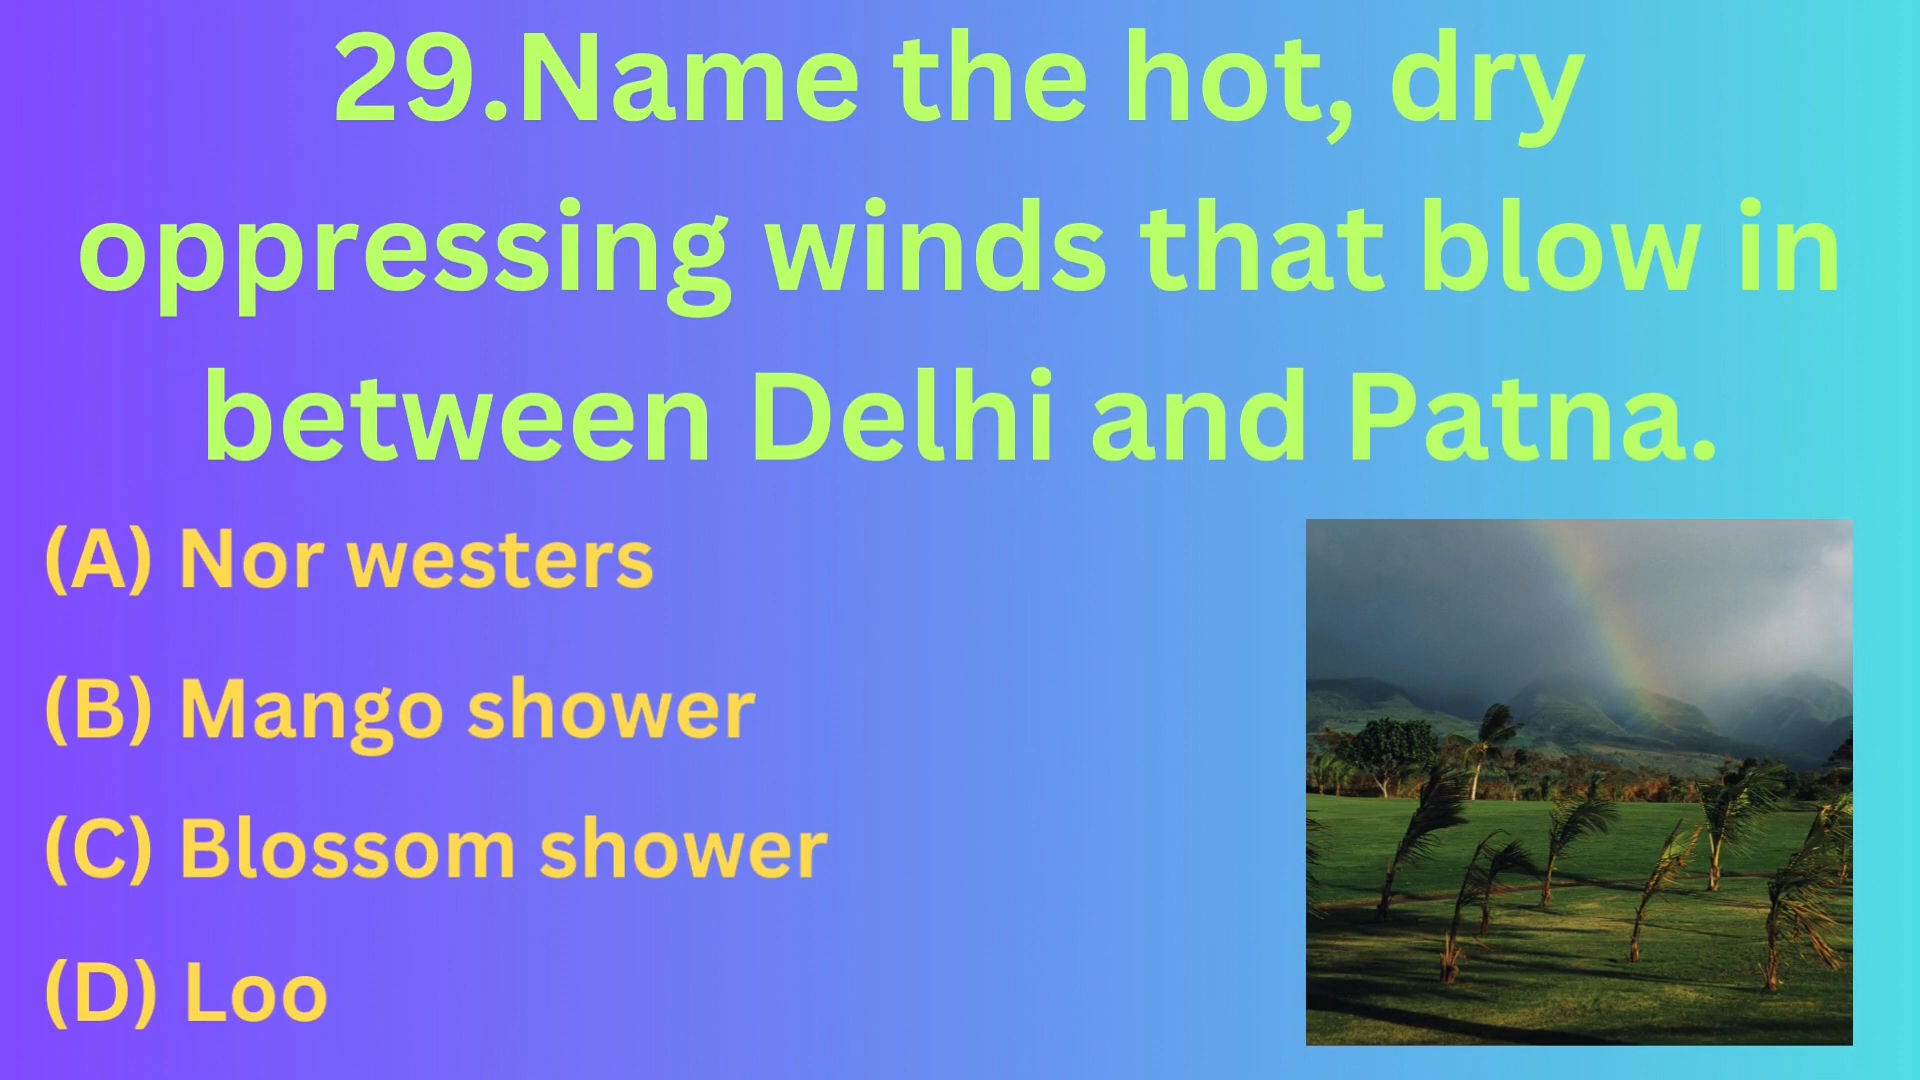 29.Name the hot, dry
oppressing winds that blow in
between Delhi and Patna.
(A) Nor westers
(B) Mango shower
(C) Blossom shower
(D) Loo